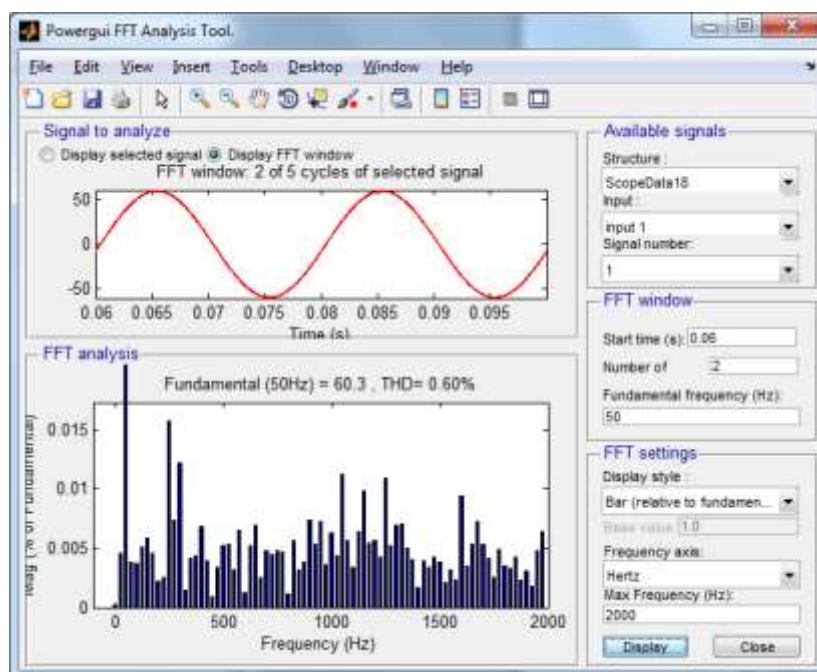 Powergui FFT Analysis Tool.
File Edit View Insert Tools Desktop Window Help
Signal to analyze
Display selected signal Display FFT window
FFT window: 2 of 5 cycles of selected signal
50
0
-50
0.06 0.065 0.07 0.075 0.08 0.085 0.09 0.095
Time (s)
FFT analysis
Fundamental (50Hz) = 60.3 , THD= 0.60%
Mag (% of Fundamental)
0.015
0.01
0.005
0
0 500 1000 1500 2000
Frequency (Hz)
Available signals
Structure :
ScopeData18
Input :
input 1
Signal number:
1
FFT window
Start time (s): 0.06
Number of 2
Fundamental frequency (Hz):
50
FFT settings
Display style :
Bar (relative to fundamen...
Base value 1.0
Frequency axis:
Hertz
Max Frequency (Hz):
2000
Display Close